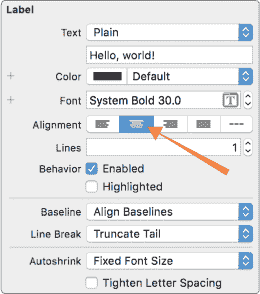 Label
Text Plain
Hello, world!
+ Color Default
+ Font System Bold 30.0 T
Alignment
Lines 1
Behavior Enabled
Highlighted
Baseline Align Baselines
Line Break Truncate Tail
Autoshrink Fixed Font Size
Tighten Letter Spacing